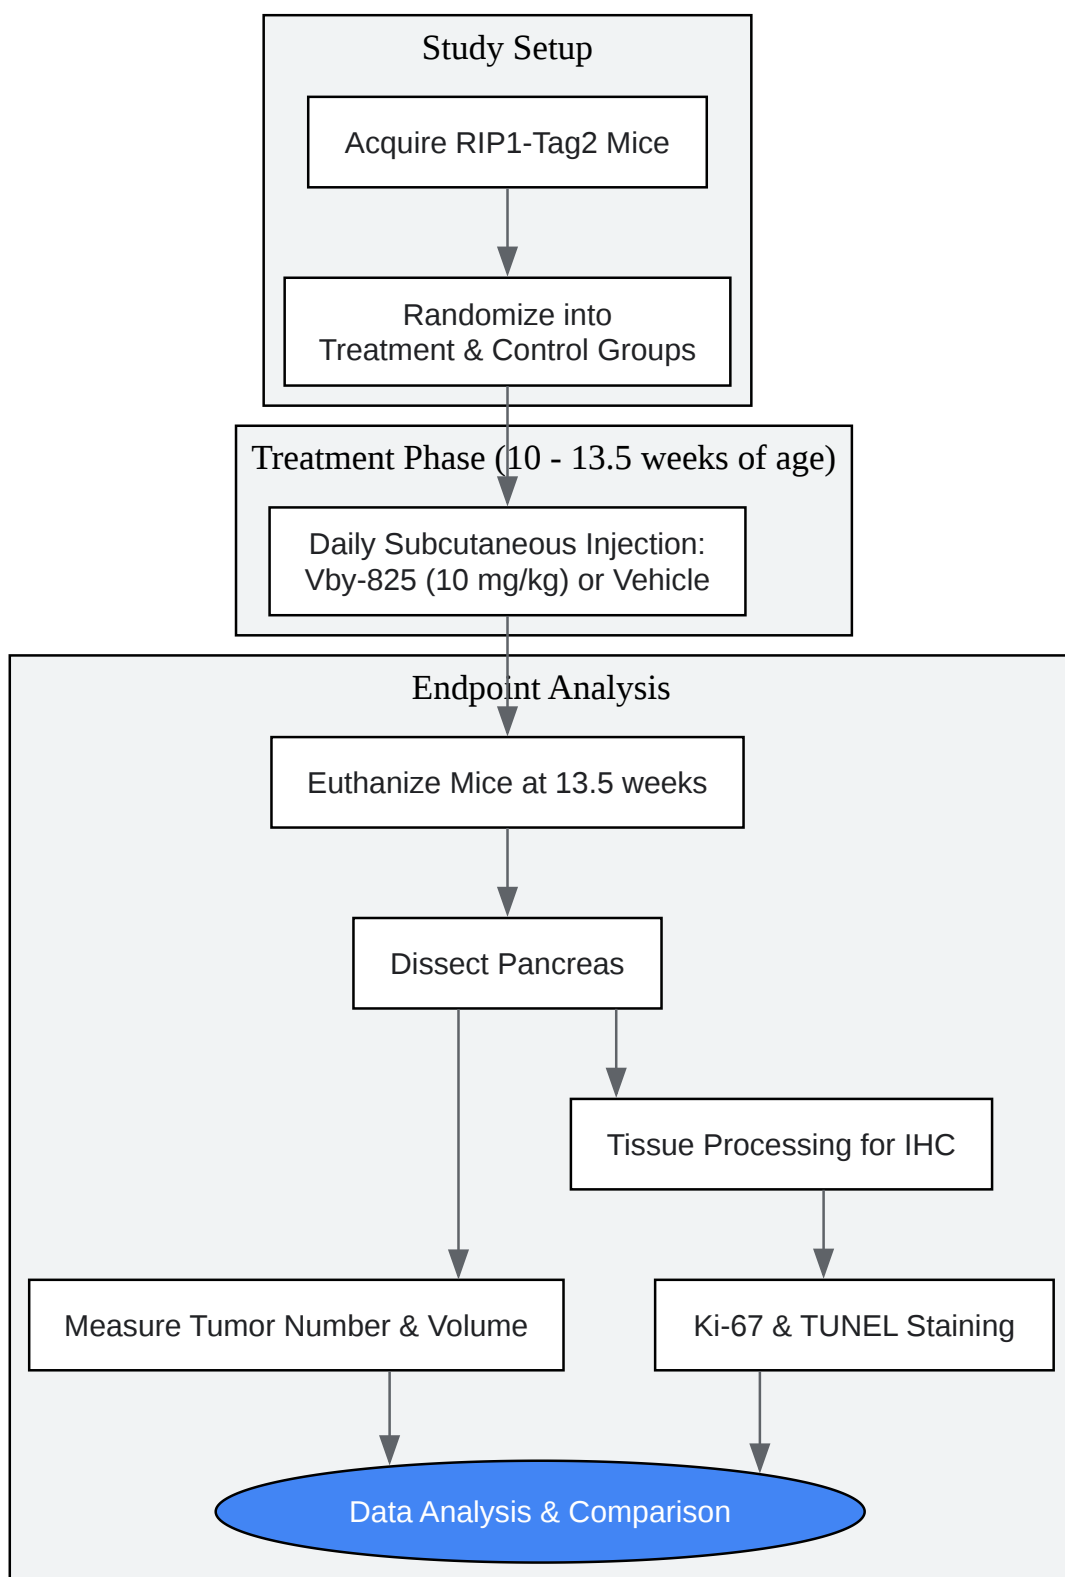 Study Setup
Acquire RIP1-Tag2 Mice
Randomize into
Treatment & Control Groups
Treatment Phase (10 - 13.5 weeks of age)
Daily Subcutaneous Injection:
Vby-825 (10 mg/kg) or Vehicle
Endpoint Analysis
Euthanize Mice at 13.5 weeks
Dissect Pancreas
Tissue Processing for IHC
Measure Tumor Number & Volume
Ki-67 & TUNEL Staining
Data Analysis & Comparison